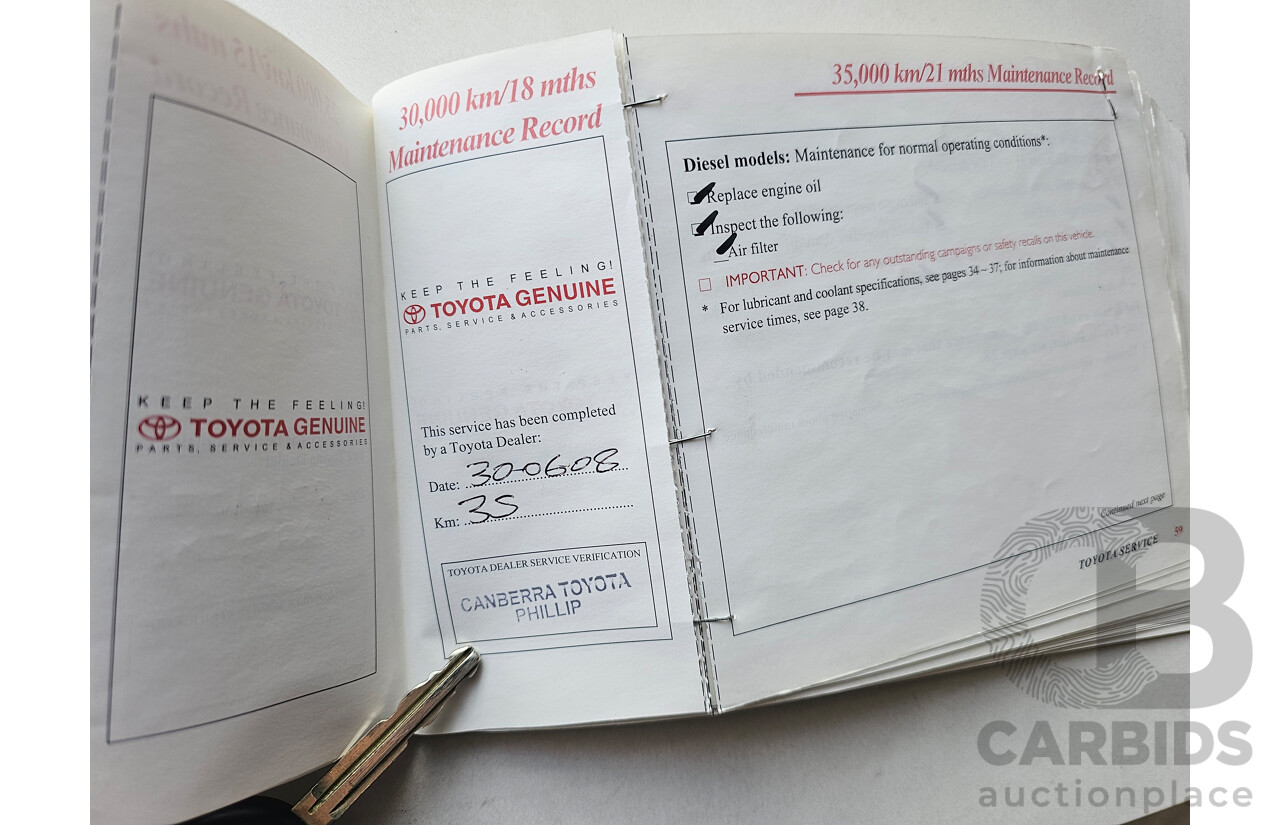 KEEP THE FEELING!
TOYOTA GENUINE
PARTS, SERVICE & ACCESSORIES
30,000 km/18 mths
Maintenance Record
KEEP THE FEELING!
TOYOTA GENUINE
PARTS, SERVICE & ACCESSORIES
This service has been completed
by a Toyota Dealer:
Date: 30-06-08
Km: 35
TOYOTA DEALER SERVICE VERIFICATION
CANBERRA TOYOTA
PHILLIP
35,000 km/21 mths Maintenance Record
Diesel models: Maintenance for normal operating conditions*:
Replace engine oil
Inspect the following:
Air filter
IMPORTANT: Check for any outstanding campaigns or safety recalls on this vehicle.
* For lubricant and coolant specifications, see pages 34 ~ 37; for information about maintenance
service times, see page 38.
Continued next page
TOYOTA SERVICE 59
CB
CARBIDS
auctionplace